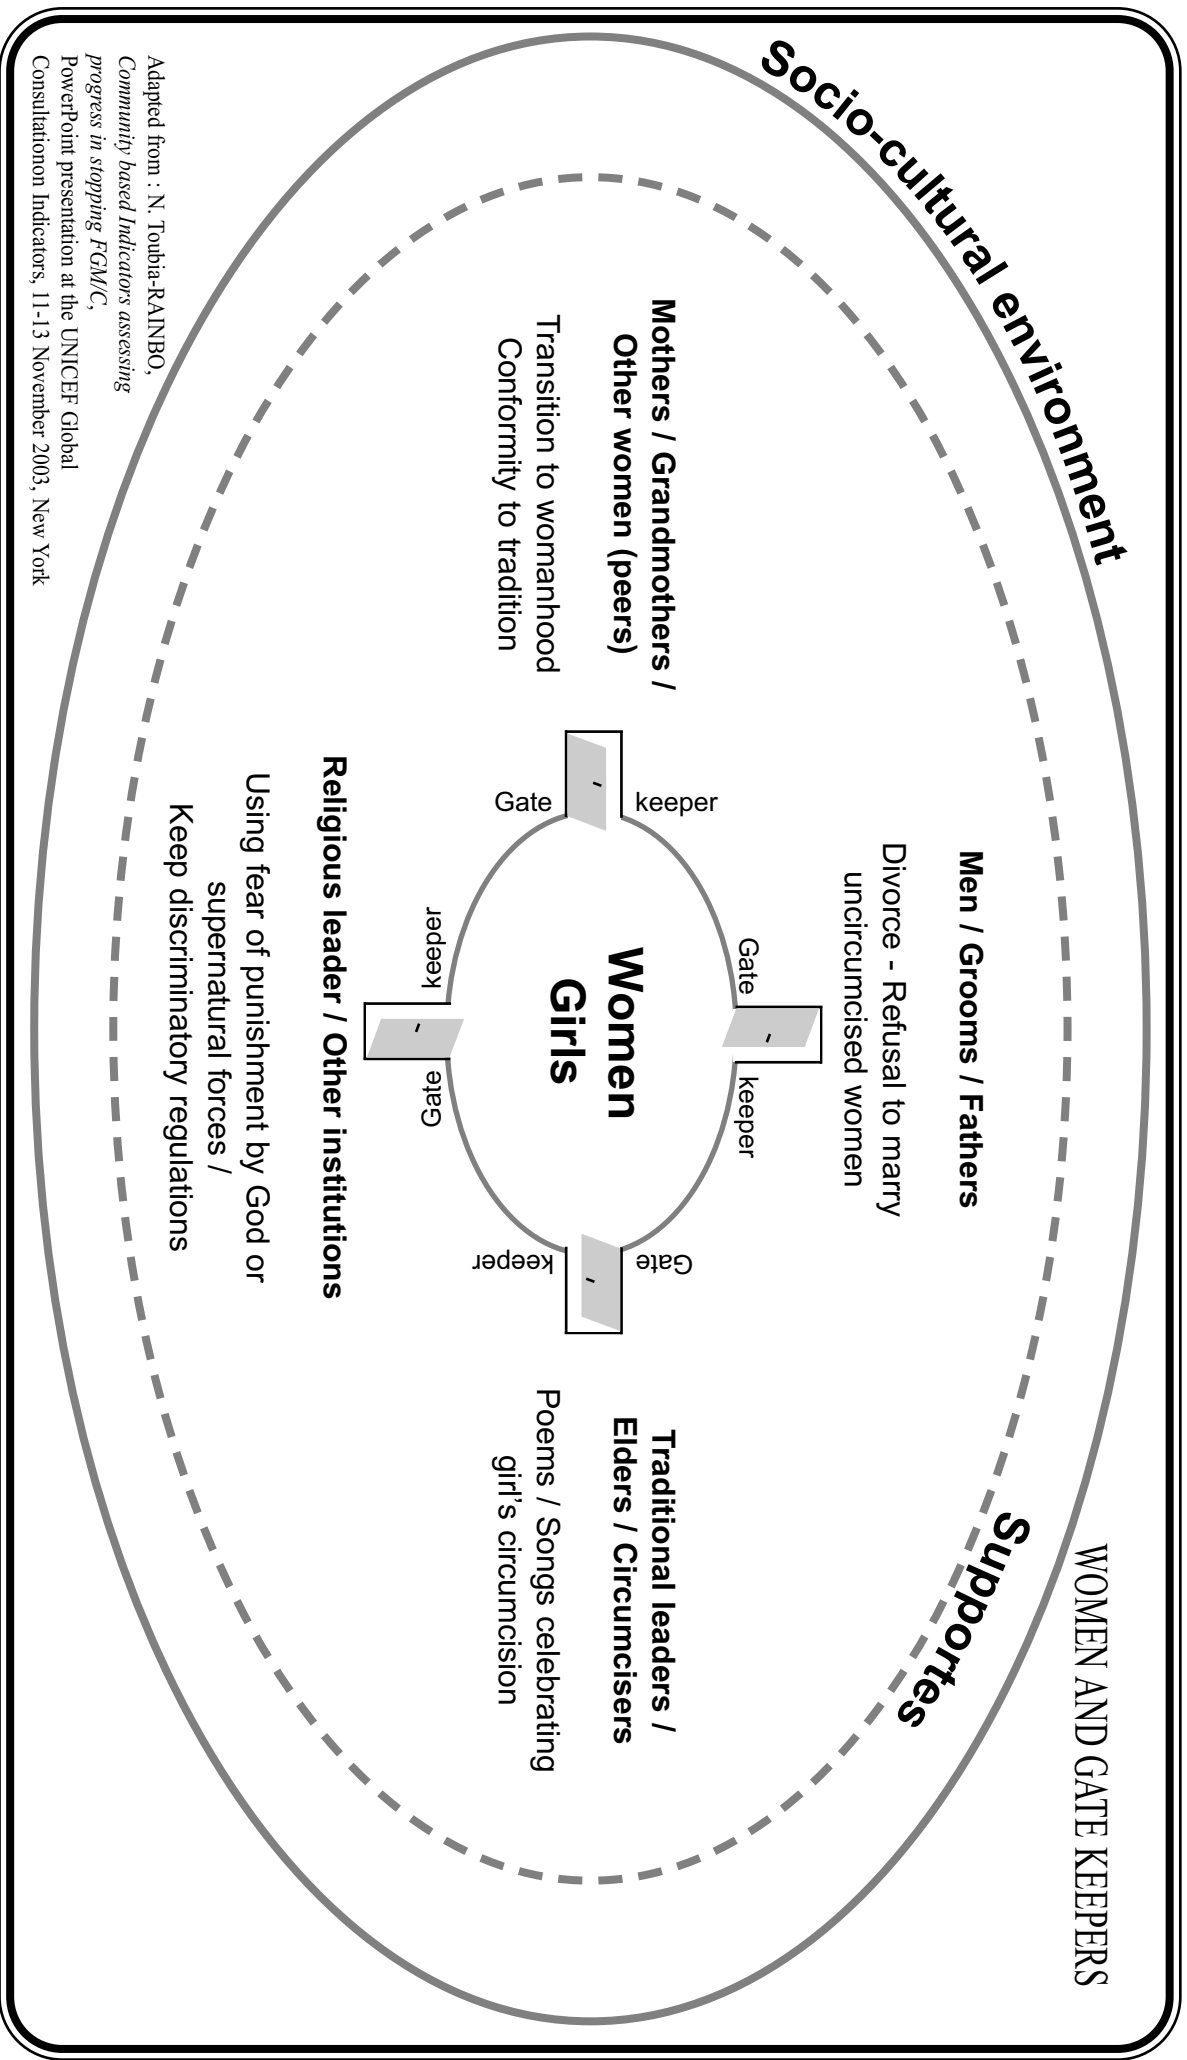 WOMEN AND GATE KEEPERS
Socio-cultural environment
Supportes
Men / Grooms / Fathers
Divorce - Refusal to marry
uncircumcised women
Gate
keeper
Mothers / Grandmothers /
Other women (peers)
Transition to womanhood
Conformity to tradition
keeper
Gate
Women
Girls
Gate
keeper
Traditional leaders /
Elders / Circumcisers
Poems / Songs celebrating
girl's circumcision
keeper
Gate
Religious leader / Other institutions
Using fear of punishment by God or
supernatural forces /
Keep discriminatory regulations
Adapted from : N. Toubia-RAINBO,
Community based Indicators assessing
progress in stopping FGM/C,
PowerPoint presentation at the UNICEF Global
Consultationon Indicators, 11-13 November 2003, New York